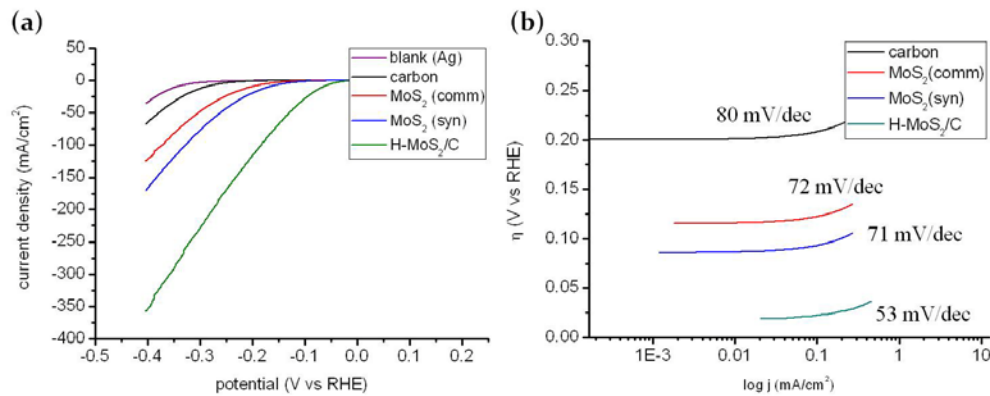 (a)
50
0
-50
-100
-150
-200
-250
-300
-350
-400
-0.5
-0.4
-0.3
-0.2
-0.1
0.0
0.1
0.2
current density (mA/cm²)
potential (V vs RHE)
blank (Ag)
carbon
MoS₂ (comm)
MoS₂ (syn)
H-MoS₂/C
(b)
0.30
0.25
0.20
0.15
0.10
0.05
0.00
1E-3
0.01
0.1
1
10
η (V vs RHE)
log j (mA/cm²)
carbon
MoS₂(comm)
MoS₂(syn)
H-MoS₂/C
80 mV/dec
72 mV/dec
71 mV/dec
53 mV/dec